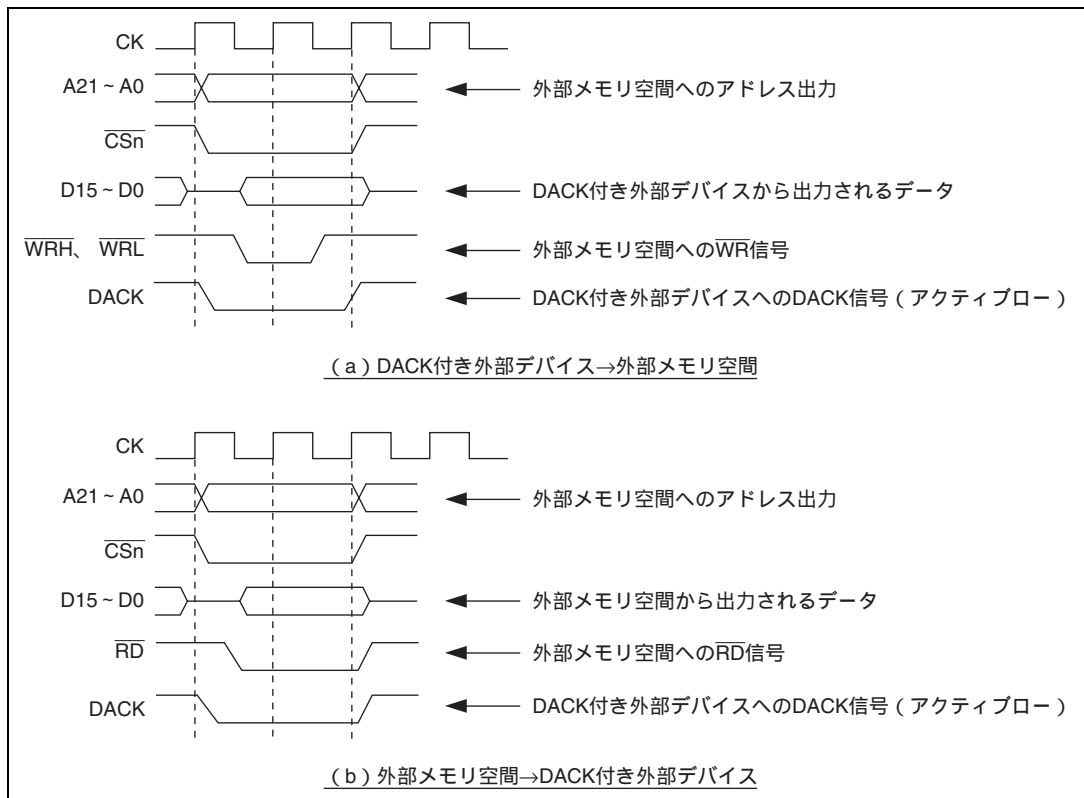 CK
A21～A0 外部メモリ空間へのアドレス出力
C̅S̅n̅
D15～D0 DACK付き外部デバイスから出力されるデータ
W̅R̅H̅、 W̅R̅L̅ 外部メモリ空間へのW̅R̅信号
DACK DACK付き外部デバイスへのDACK信号（アクティブロー）
（a）DACK付き外部デバイス→外部メモリ空間
CK
A21～A0 外部メモリ空間へのアドレス出力
C̅S̅n̅
D15～D0 外部メモリ空間から出力されるデータ
R̅D̅ 外部メモリ空間へのR̅D̅信号
DACK DACK付き外部デバイスへのDACK信号（アクティブロー）
（b）外部メモリ空間→DACK付き外部デバイス